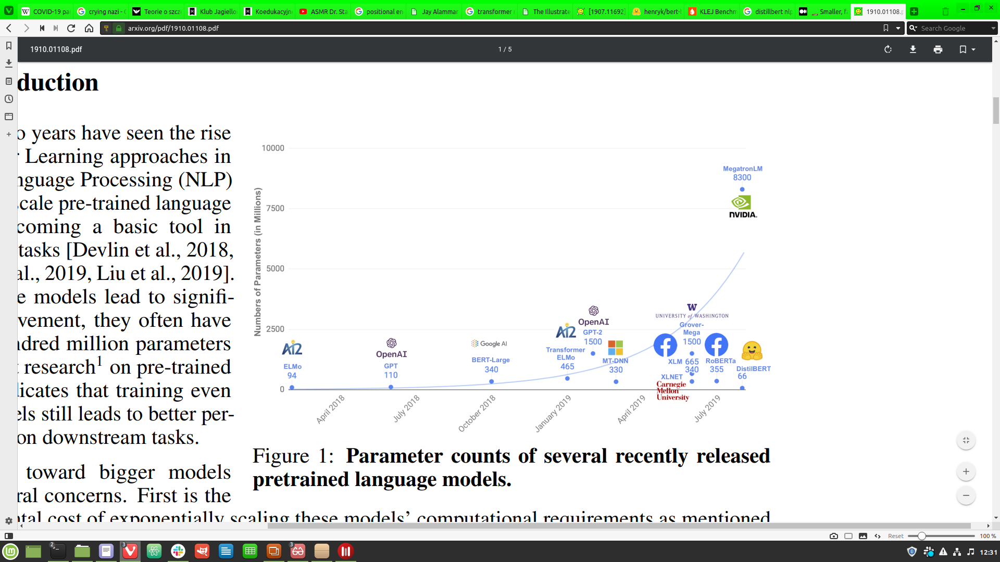 COVID-19 pa
crying nazi - G
Teorie o szcz
Klub Jagiello
Koedukacyjn
ASMR Dr. Sta
positional en
Jay Alammar
transformer
The Illustrate
[1907.11692]
henryk/bert-
KLEJ Benchm
distillbert nlp
Smaller, f
1910.01108.p
arxiv.org/pdf/1910.01108.pdf
Search Google
1910.01108.pdf
1 / 5
duction
o years have seen the rise
r Learning approaches in
nguage Processing (NLP)
scale pre-trained language
coming a basic tool in
tasks [Devlin et al., 2018,
al., 2019, Liu et al., 2019].
e models lead to signifi-
vement, they often have
ndred million parameters
t research1 on pre-trained
dicates that training even
els still leads to better per-
on downstream tasks.
toward bigger models
ral concerns. First is the
ntal cost of exponentially scaling these models’ computational requirements as mentioned
Numbers of Parameters (in Millions)
10000
7500
5000
2500
0
April 2018
July 2018
October 2018
January 2019
April 2019
July 2019
AI2
ELMo
94
OpenAI
GPT
110
Google AI
BERT-Large
340
AI2
Transformer
ELMo
465
OpenAI
GPT-2
1500
MT-DNN
330
XLM 665
UNIVERSITY of WASHINGTON
Grover-
Mega
1500
340
XLNET
Carnegie
Mellon
University
RoBERTa
355
MegatronLM
8300
NVIDIA.
DistilBERT
66
Figure 1: Parameter counts of several recently released
pretrained language models.
Reset
100 %
2
3
3
12:31